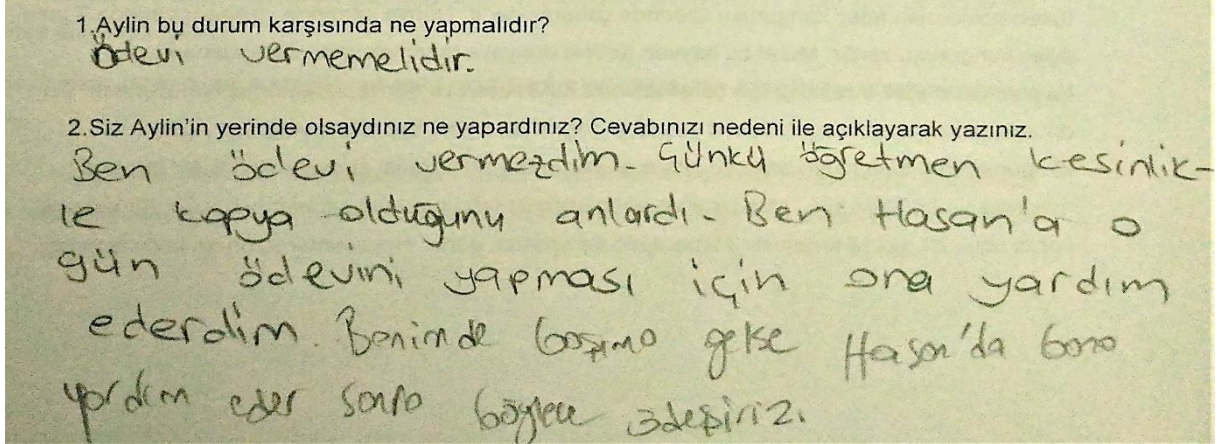 1.Aylin bu durum karşısında ne yapmalıdır?
Ödevi vermemelidir.
2.Siz Aylin'in yerinde olsaydınız ne yapardınız? Cevabınızı nedeni ile açıklayarak yazınız.
Ben ödevi vermezdim. Çünkü öğretmen kesinlik-
le kopya olduğunu anlardı. Ben Hasan'a o
gün ödevini yapması için ona yardım
ederdim. Benimde başıma gelse Hasan'da bana
yardım eder sonra böylece ödeşiriz.